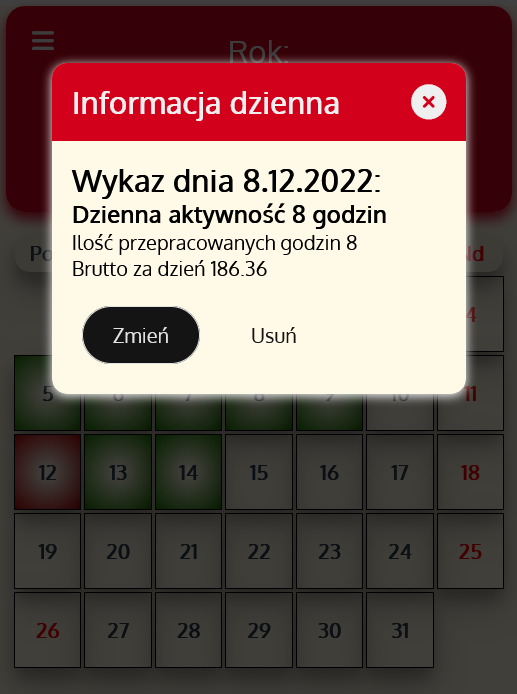 Rok:
Informacja dzienna
Wykaz dnia 8.12.2022:
Dzienna aktywność 8 godzin
Ilość przepracowanych godzin 8
Brutto za dzień 186.36
Zmień Usuń
4
5 6 7 8 9 10 11
12 13 14 15 16 17 18
19 20 21 22 23 24 25
26 27 28 29 30 31